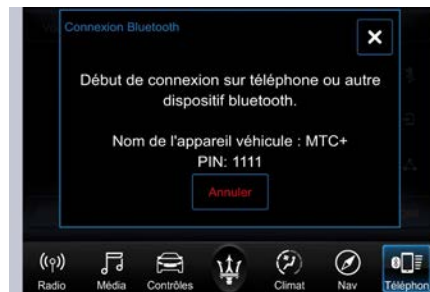 Connexion Bluetooth
Début de connexion sur téléphone ou autre
dispositif bluetooth.
Nom de l'appareil véhicule : MTC+
PIN: 1111
Annuler
Radio
Média
Contrôles
Climat
Nav
Téléphon